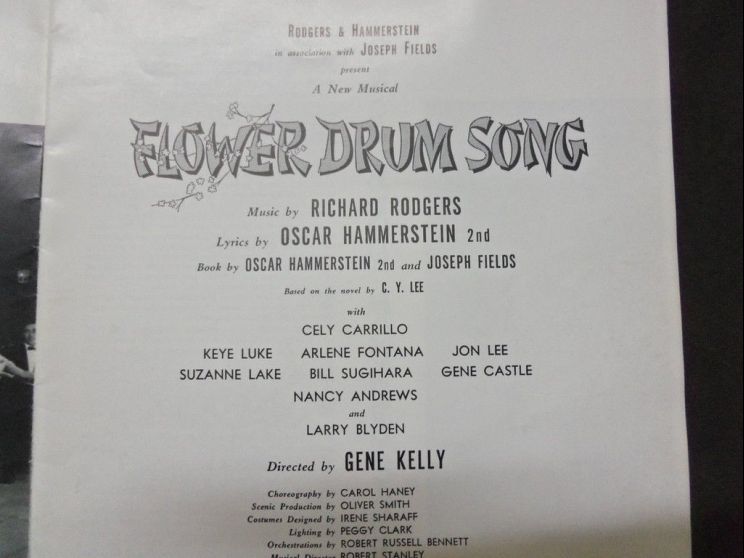 RODGERS & HAMMERSTEIN
in association with JOSEPH FIELDS
present
A New Musical
FLOWER DRUM SONG
Music by RICHARD RODGERS
Lyrics by OSCAR HAMMERSTEIN 2nd
Book by OSCAR HAMMERSTEIN 2nd and JOSEPH FIELDS
Based on the novel by C. Y. LEE
with
CELY CARRILLO
KEYE LUKE ARLENE FONTANA JON LEE
SUZANNE LAKE BILL SUGIHARA GENE CASTLE
NANCY ANDREWS
and
LARRY BLYDEN
Directed by GENE KELLY
Choreography by CAROL HANEY
Scenic Production by OLIVER SMITH
Costumes Designed by IRENE SHARAFF
Lighting by PEGGY CLARK
Orchestrations by ROBERT RUSSELL BENNETT
Musical Director ROBERT STANLEY